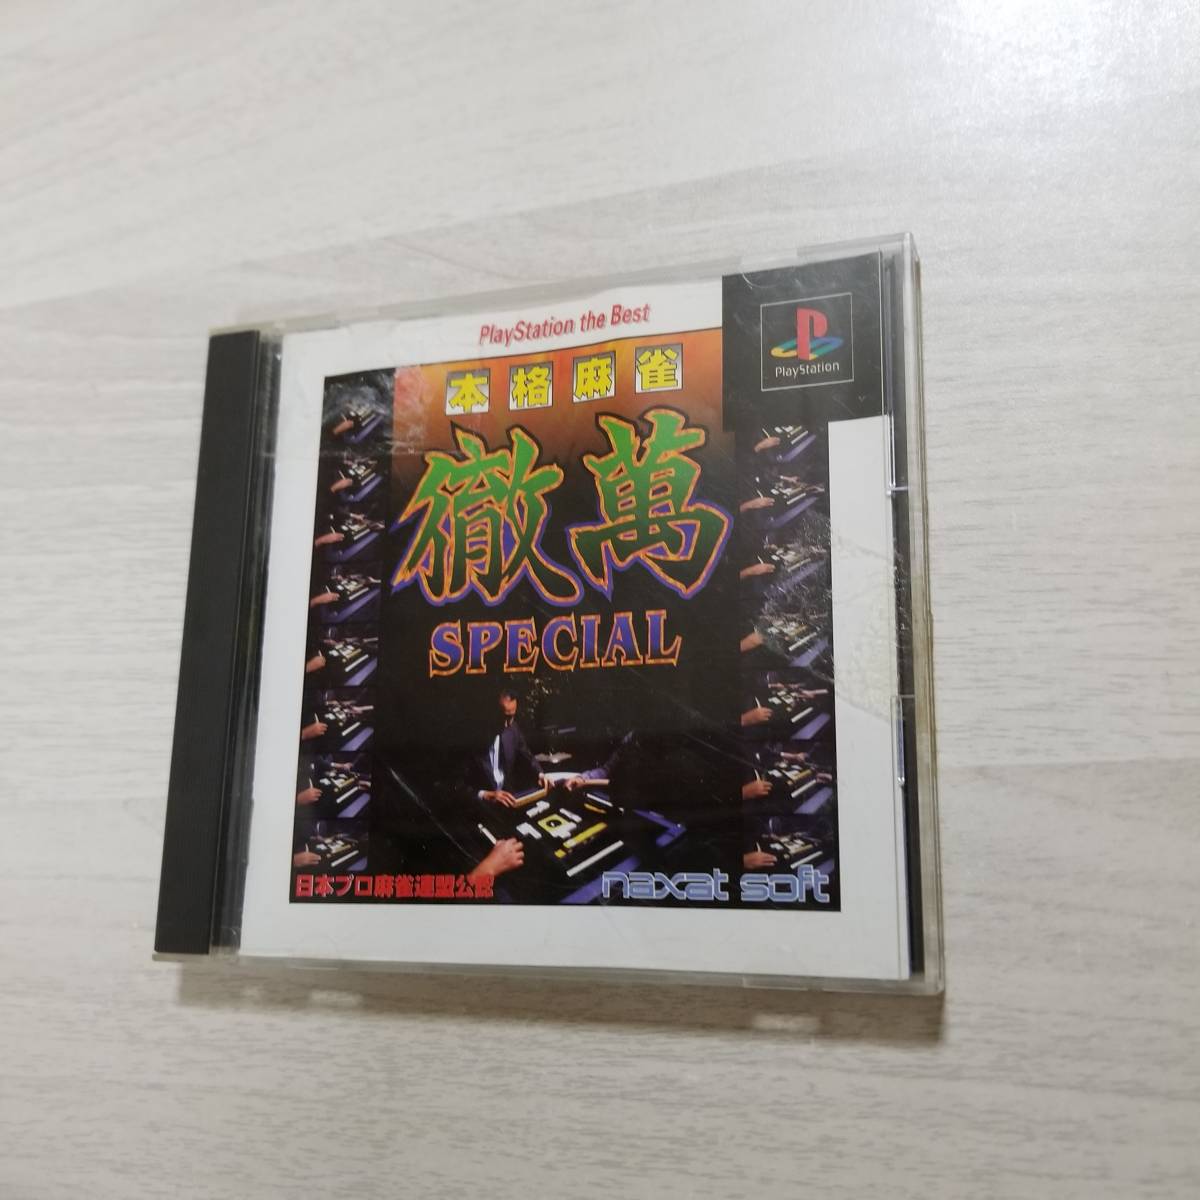 PlayStation the Best
PlayStation
本格麻雀
徹萬
SPECIAL
日本プロ麻雀連盟公認
naxat soft